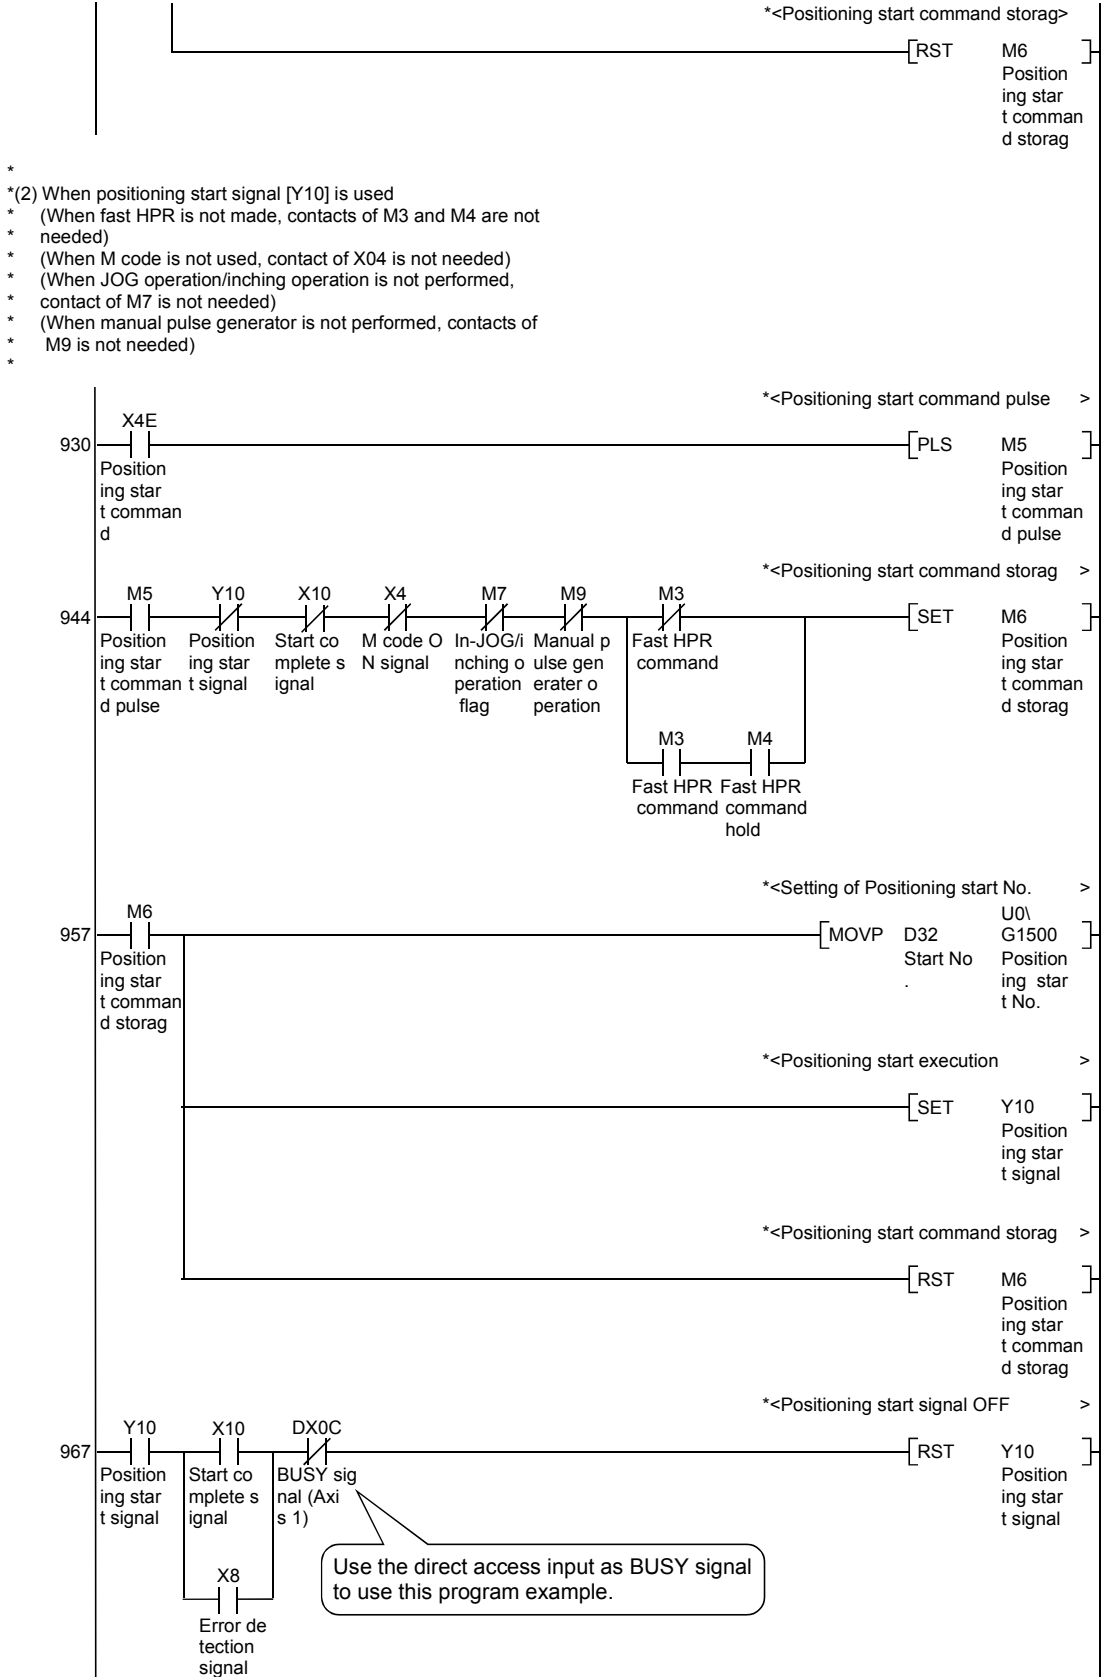 *<Positioning start command storag>
RST M6
Position
ing star
t comman
d storag
*
*(2) When positioning start signal [Y10] is used
* (When fast HPR is not made, contacts of M3 and M4 are not
* needed)
* (When M code is not used, contact of X04 is not needed)
* (When JOG operation/inching operation is not performed,
* contact of M7 is not needed)
* (When manual pulse generator is not performed, contacts of
* M9 is not needed)
*
*<Positioning start command pulse >
X4E
930 PLS M5
Position
ing star
t comman
d
Position
ing star
t comman
d pulse
*<Positioning start command storag >
M5 Y10 X10 X4 M7 M9 M3
944 SET M6
Position
ing star
t comman
d pulse
Position
ing star
t signal
Start co
mplete s
ignal
M code O
N signal
In-JOG/i
nching o
peration
flag
Manual p
ulse gen
erater o
peration
Fast HPR
command
Position
ing star
t comman
d storag
M3 M4
Fast HPR
command
Fast HPR
command
hold
*<Setting of Positioning start No. >
M6 U0\
957 MOVP D32 G1500
Position
ing star
t comman
d storag
Start No
.
Position
ing star
t No.
*<Positioning start execution >
SET Y10
Position
ing star
t signal
*<Positioning start command storag >
RST M6
Position
ing star
t comman
d storag
*<Positioning start signal OFF >
Y10 X10 DX0C
967 RST Y10
Position
ing star
t signal
Start co
mplete s
ignal
BUSY sig
nal (Axi
s 1)
Position
ing star
t signal
Use the direct access input as BUSY signal
to use this program example.
X8
Error de
tection
signal